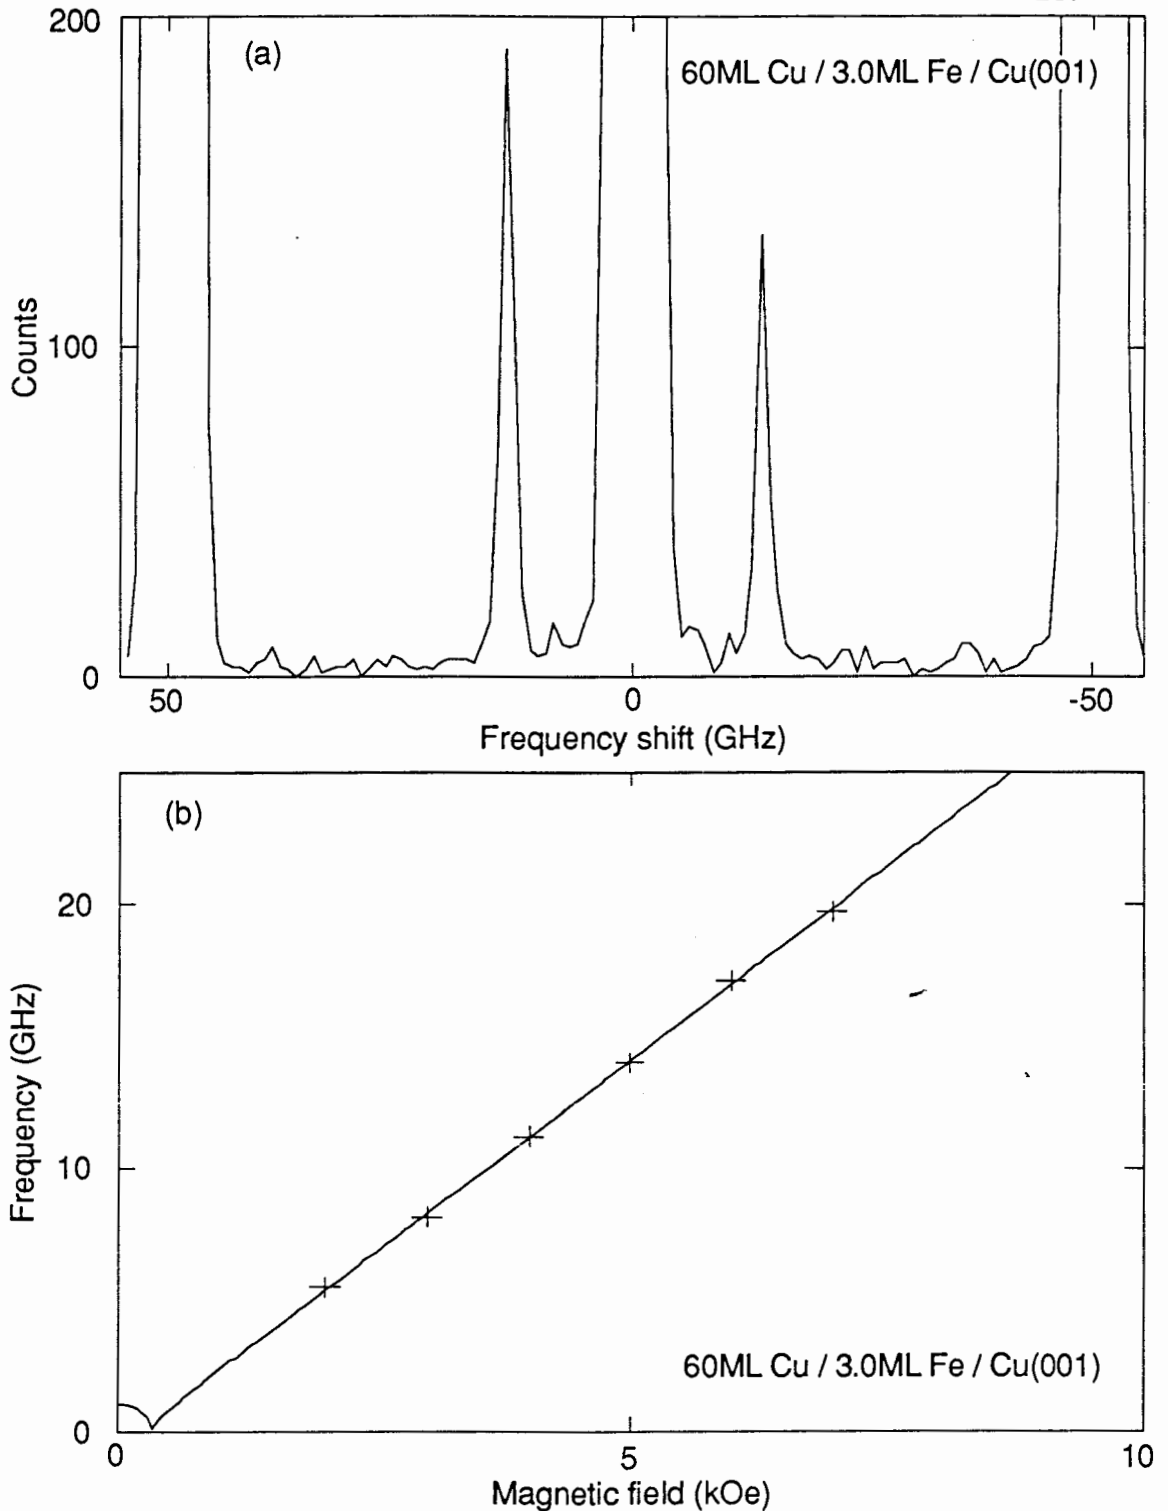 200
(a)
60ML Cu / 3.0ML Fe / Cu(001)
Counts
100
0
50
0
-50
Frequency shift (GHz)
(b)
20
Frequency (GHz)
10
60ML Cu / 3.0ML Fe / Cu(001)
0
0
5
10
Magnetic field (kOe)